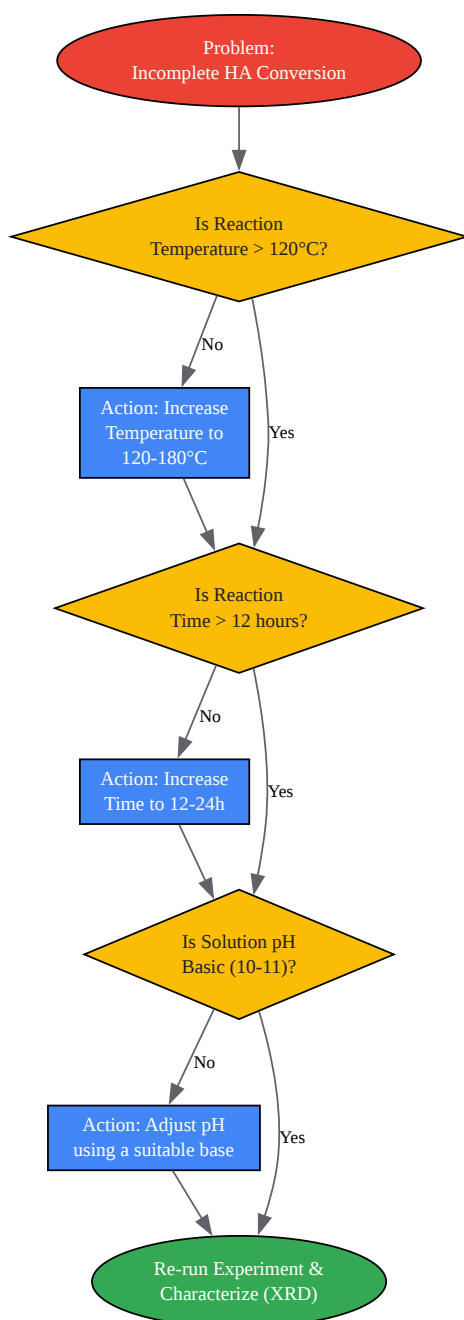 Problem:
Incomplete HA Conversion
Is Reaction
Temperature > 120°C?
No
Action: Increase
Temperature to
120-180°C
Yes
Is Reaction
Time > 12 hours?
No
Action: Increase
Time to 12-24h
Yes
Is Solution pH
Basic (10-11)?
No
Action: Adjust pH
using a suitable base
Yes
Re-run Experiment &
Characterize (XRD)